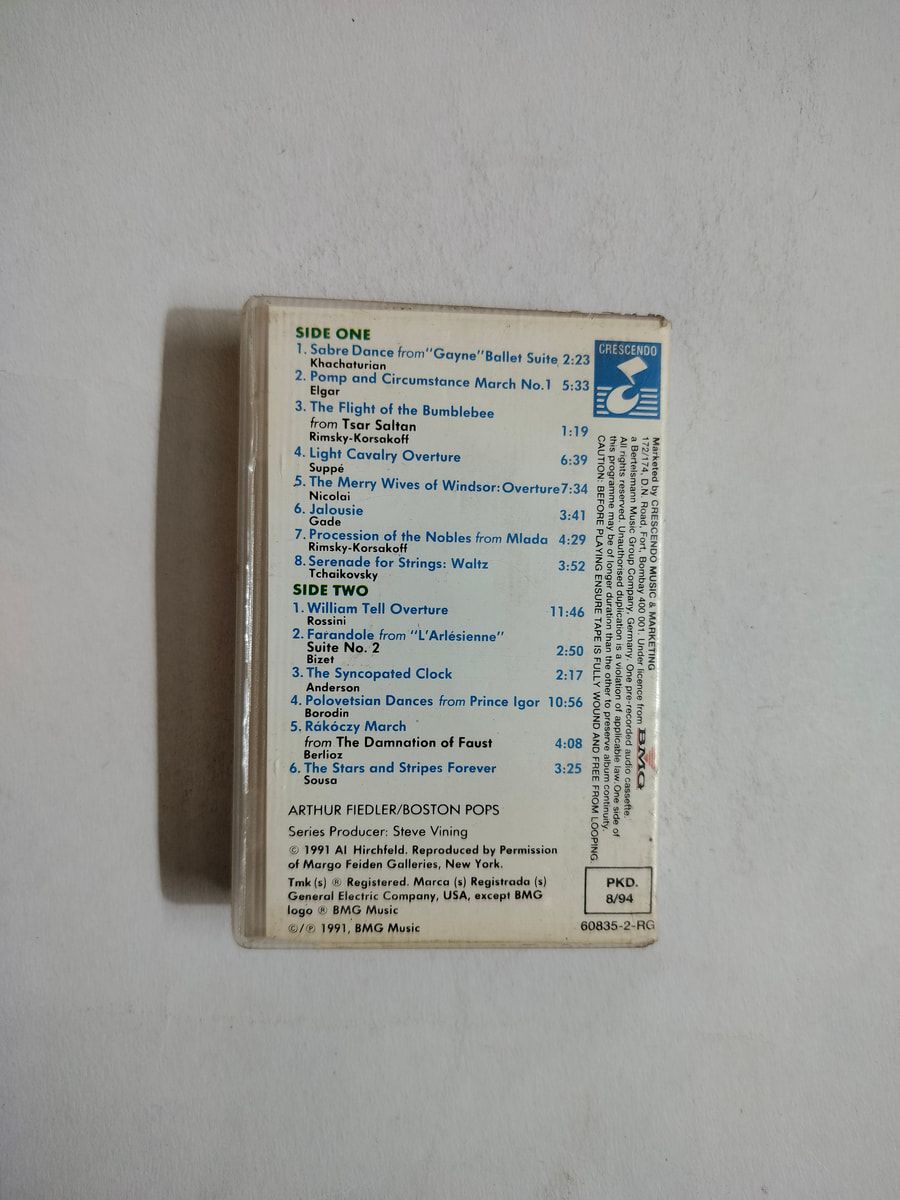 SIDE ONE
1. Sabre Dance from "Gayne" Ballet Suite 2:23
Khachaturian
2. Pomp and Circumstance March No.1 5:33
Elgar
3. The Flight of the Bumblebee
from Tsar Saltan 1:19
Rimsky-Korsakoff
4. Light Cavalry Overture 6:39
Suppé
5. The Merry Wives of Windsor: Overture 7:34
Nicolai
6. Jalousie 3:41
Gade
7. Procession of the Nobles from Mlada 4:29
Rimsky-Korsakoff
8. Serenade for Strings: Waltz 3:52
Tchaikovsky
SIDE TWO
1. William Tell Overture 11:46
Rossini
2. Farandole from "L'Arlésienne"
Suite No. 2 2:50
Bizet
3. The Syncopated Clock 2:17
Anderson
4. Polovetsian Dances from Prince Igor 10:56
Borodin
5. Rákóczy March
from The Damnation of Faust 4:08
Berlioz
6. The Stars and Stripes Forever 3:25
Sousa
ARTHUR FIEDLER/BOSTON POPS
Series Producer: Steve Vining
© 1991 Al Hirchfeld. Reproduced by Permission
of Margo Feiden Galleries, New York.
Tmk (s) ® Registered. Marca (s) Registrada (s)
General Electric Company, USA, except BMG
logo ® BMG Music
©/℗ 1991, BMG Music
CRESCENDO
Marketed by CRESCENDO MUSIC & MARKETING
172/174, D.N. Road, Fort, Bombay 400 001. Under licence from BMG
a Bertelsmann Music Group Company, Germany. One pre-recorded audio cassette.
All rights reserved. Unauthorised duplication is a violation of applicable law. One side of
this programme may be of longer duration than the other to preserve album continuity.
CAUTION: BEFORE PLAYING ENSURE TAPE IS FULLY WOUND AND FREE FROM LOOPING.
PKD.
8/94
60835-2-RG